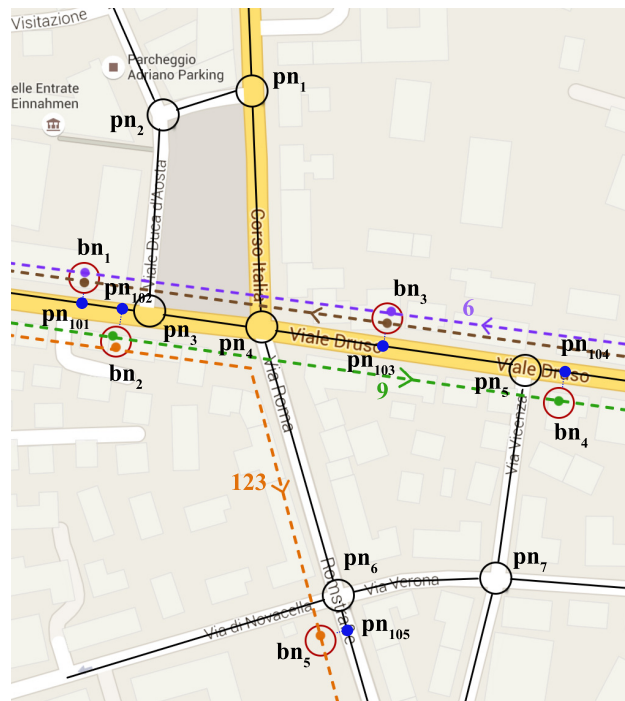 Visitazione
Parcheggio
Adriano Parking
elle Entrate
Einnahmen
pn1
pn2
Viale Duca d'Aosta
Corso Italia
bn1
pn102
bn3
6
pn101
pn3
pn4
Viale Druso
pn103
pn104
Viale Druso
bn2
9
pn5
bn4
Via Roma
Via Vicenza
123
pn6
pn7
Romstraße
Via Verona
Via di Novacella
pn105
bn5